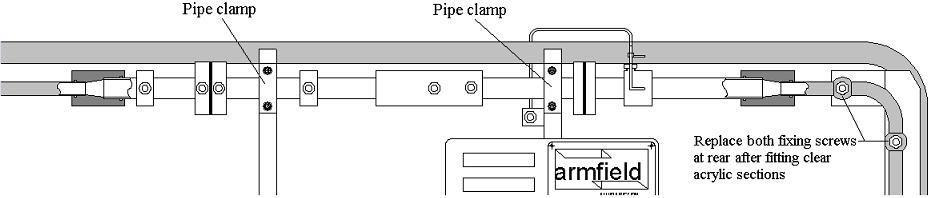 Pipe clamp
Pipe clamp
Replace both fixing screws
at rear after fitting clear
acrylic sections
armfield